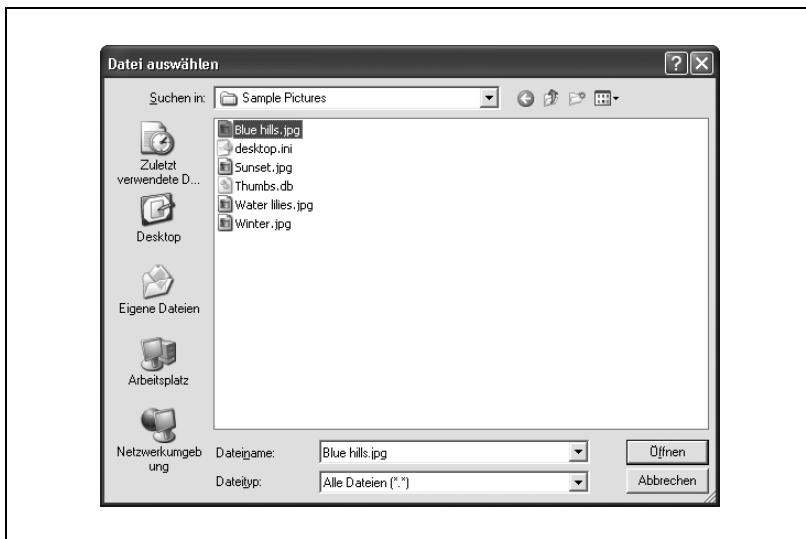 Datei auswählen
Suchen in:
Sample Pictures
Blue hills.jpg
desktop.ini
Sunset.jpg
Thumbs.db
Water lilies.jpg
Winter.jpg
Zuletzt
verwendete D...
Desktop
Eigene Dateien
Arbeitsplatz
Netzwerkumgeb
ung
Dateiname:
Blue hills.jpg
Öffnen
Dateityp:
Alle Dateien (*.*)
Abbrechen